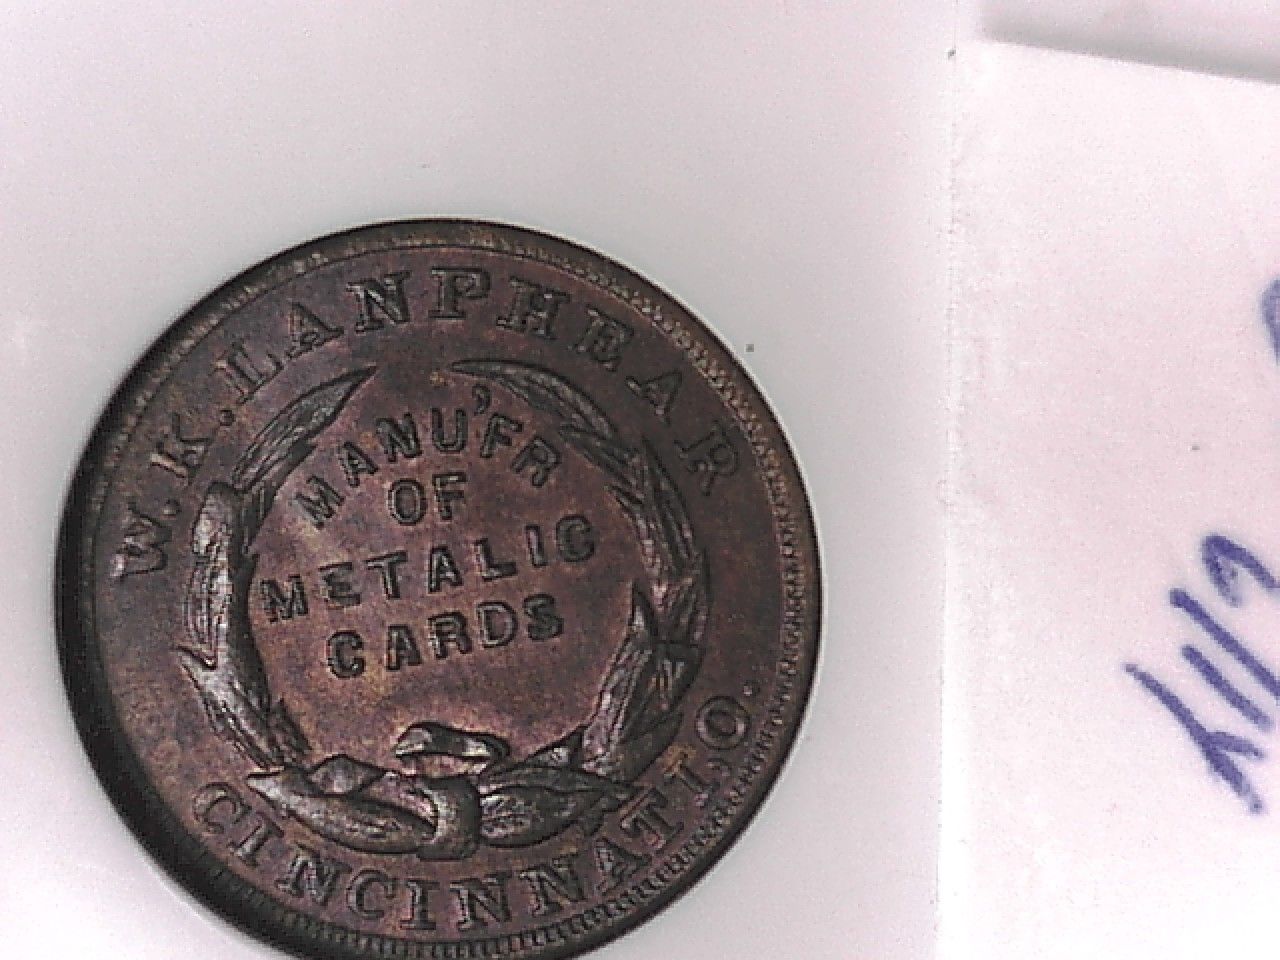 W.K.LANPHEAR
MANU'FR
OF
METALIC
CARDS
CINCINNATI,O.